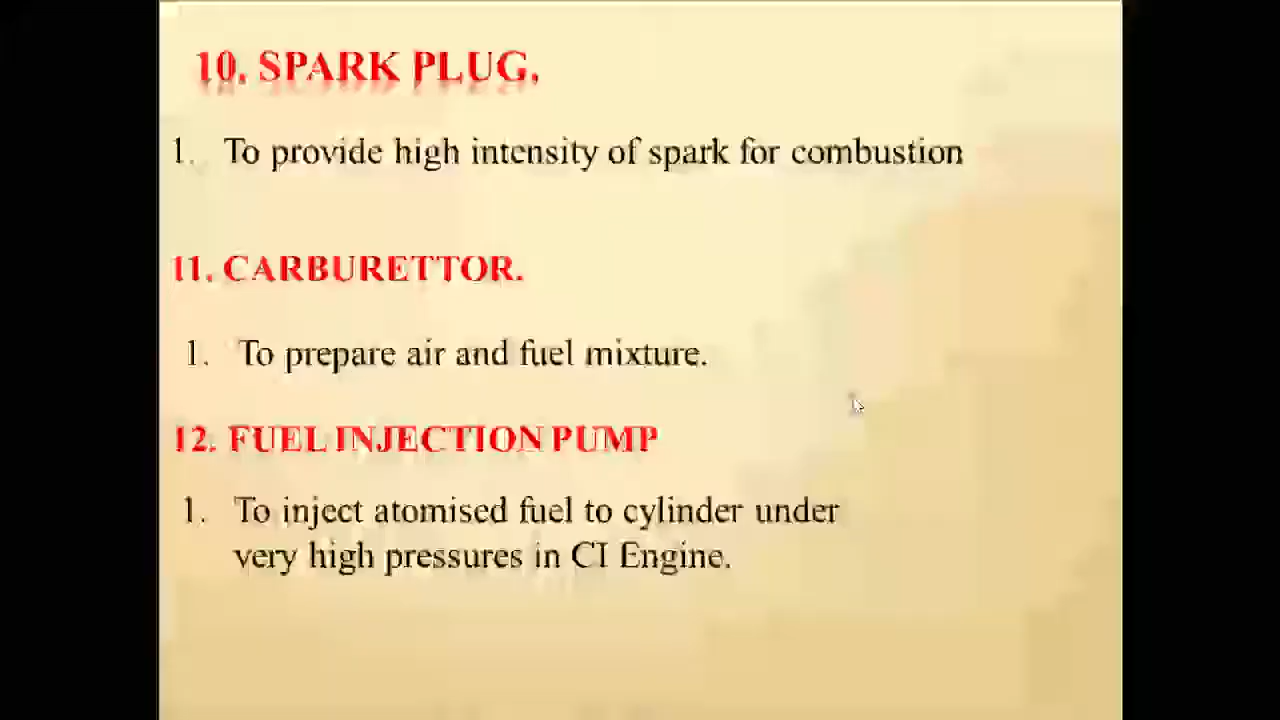 10. SPARK PLUG.
1. To provide high intensity of spark for combustion
11. CARBURETTOR.
1. To prepare air and fuel mixture.
12. FUEL INJECTION PUMP
1. To inject atomised fuel to cylinder under
very high pressures in CI Engine.